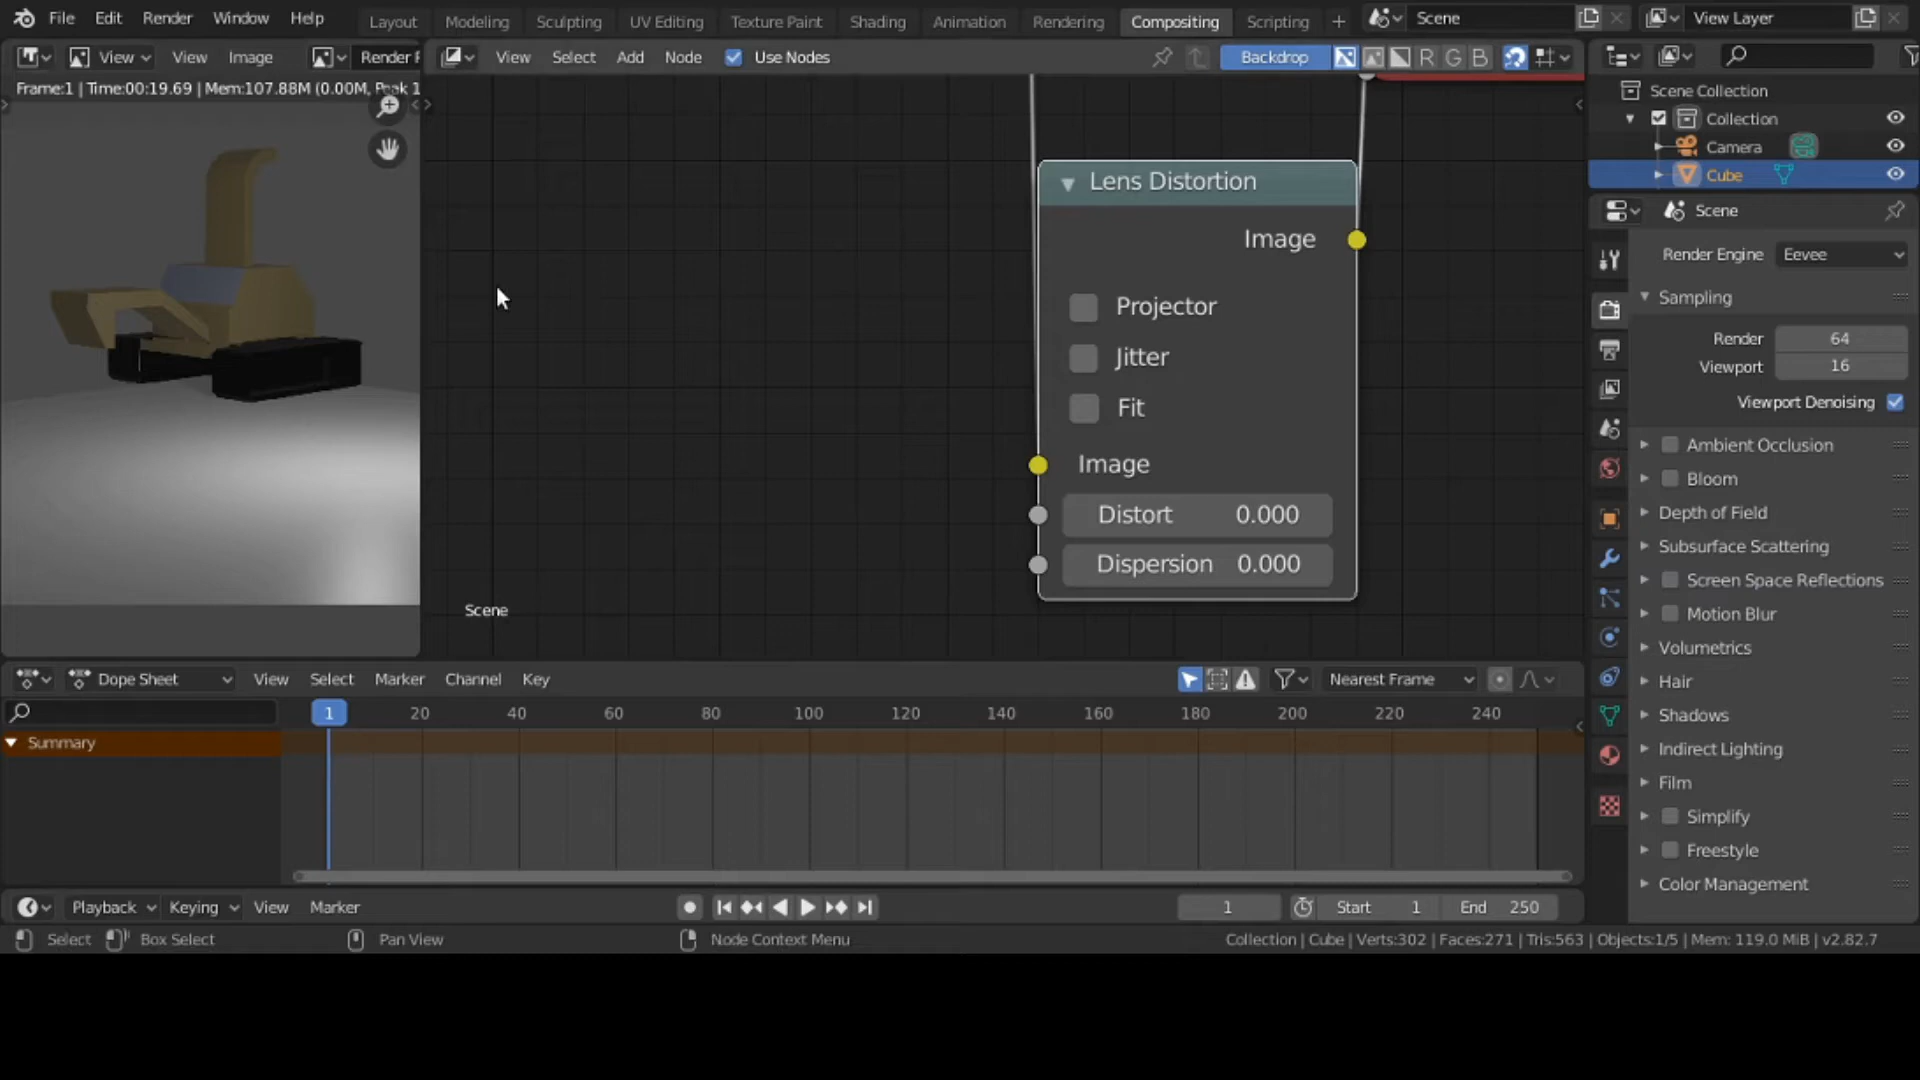 File Edit Render Window Help Layout Modeling Sculpting UV Editing Texture Paint Shading Animation Rendering Compositing Scripting + Scene View Layer
View View Image Render View Select Add Node Use Nodes Backdrop R G B
Frame:1 | Time:00:19.69 | Mem:107.88M (0.00M, Peak 1
Scene Collection
Collection
Camera
Cube
Lens Distortion
Image
Projector
Jitter
Fit
Image
Distort 0.000
Dispersion 0.000
Scene
Scene
Render Engine Eevee
Sampling
Render 64
Viewport 16
Viewport Denoising
Ambient Occlusion
Bloom
Depth of Field
Subsurface Scattering
Screen Space Reflections
Motion Blur
Volumetrics
Hair
Shadows
Indirect Lighting
Film
Simplify
Freestyle
Color Management
Dope Sheet View Select Marker Channel Key Nearest Frame
1 20 40 60 80 100 120 140 160 180 200 220 240
Summary
Playback Keying View Marker 1 Start 1 End 250
Select Box Select Pan View Node Context Menu Collection | Cube | Verts:302 | Faces:271 | Tris:563 | Objects:1/5 | Mem: 119.0 MiB | v2.82.7